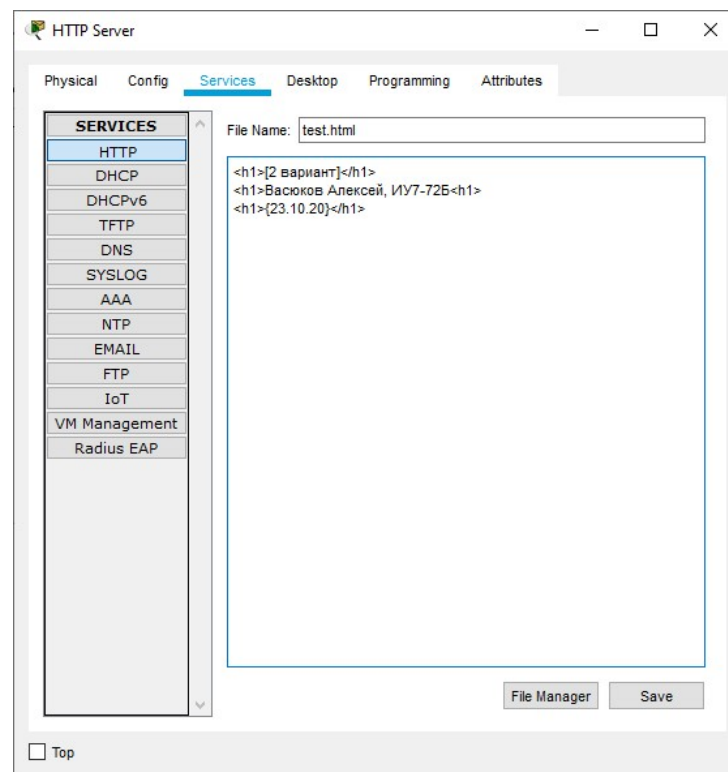 HTTP Server
Physical Config Services Desktop Programming Attributes
SERVICES
HTTP
DHCP
DHCPv6
TFTP
DNS
SYSLOG
AAA
NTP
EMAIL
FTP
IoT
VM Management
Radius EAP
File Name: test.html
<h1>[2 вариант]</h1>
<h1>Васюков Алексей, ИУ7-72Б<h1>
<h1>{23.10.20}</h1>
File Manager Save
Top